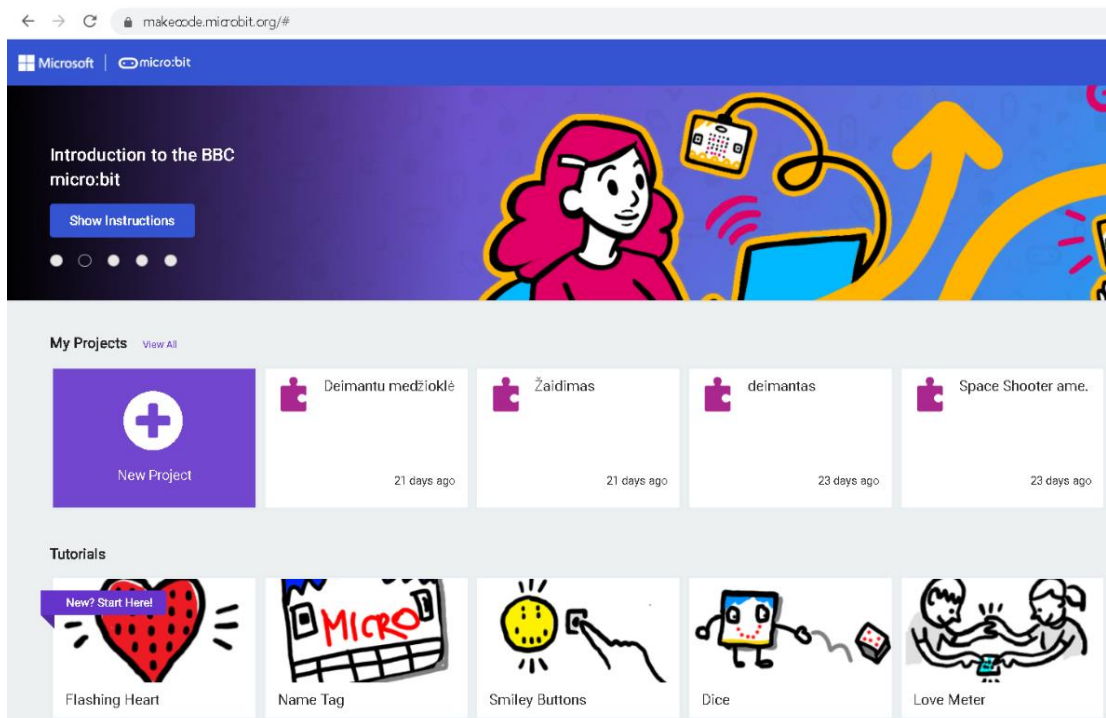 makecode.microbit.org/#
Microsoft
micro:bit
Introduction to the BBC
micro:bit
Show Instructions
My Projects View All
New Project
Deimantu medžioklė
21 days ago
Žaidimas
21 days ago
deimantas
23 days ago
Space Shooter ame.
23 days ago
Tutorials
New? Start Here!
Flashing Heart
MICRO
Name Tag
Smiley Buttons
Dice
Love Meter